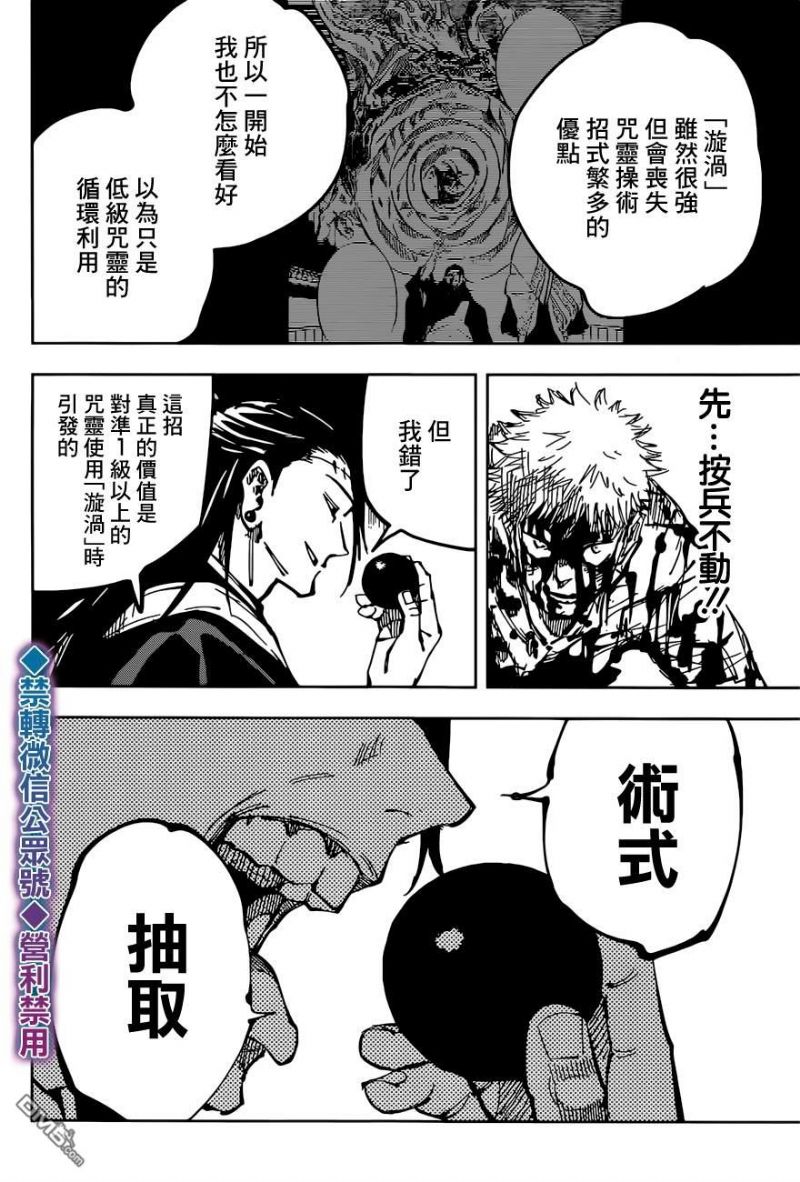 「漩渦」
雖然很強
但會喪失
咒靈操術
招式繁多的
優點
所以一開始
我也不怎麼看好
以為只是
低級咒靈的
循環利用
先…按兵不動!!
但
我錯了
這招
真正的價值是
對準1級以上的
咒靈使用「漩渦」時
引發的
術式
抽取
◆禁轉微信公眾號◆營利禁用